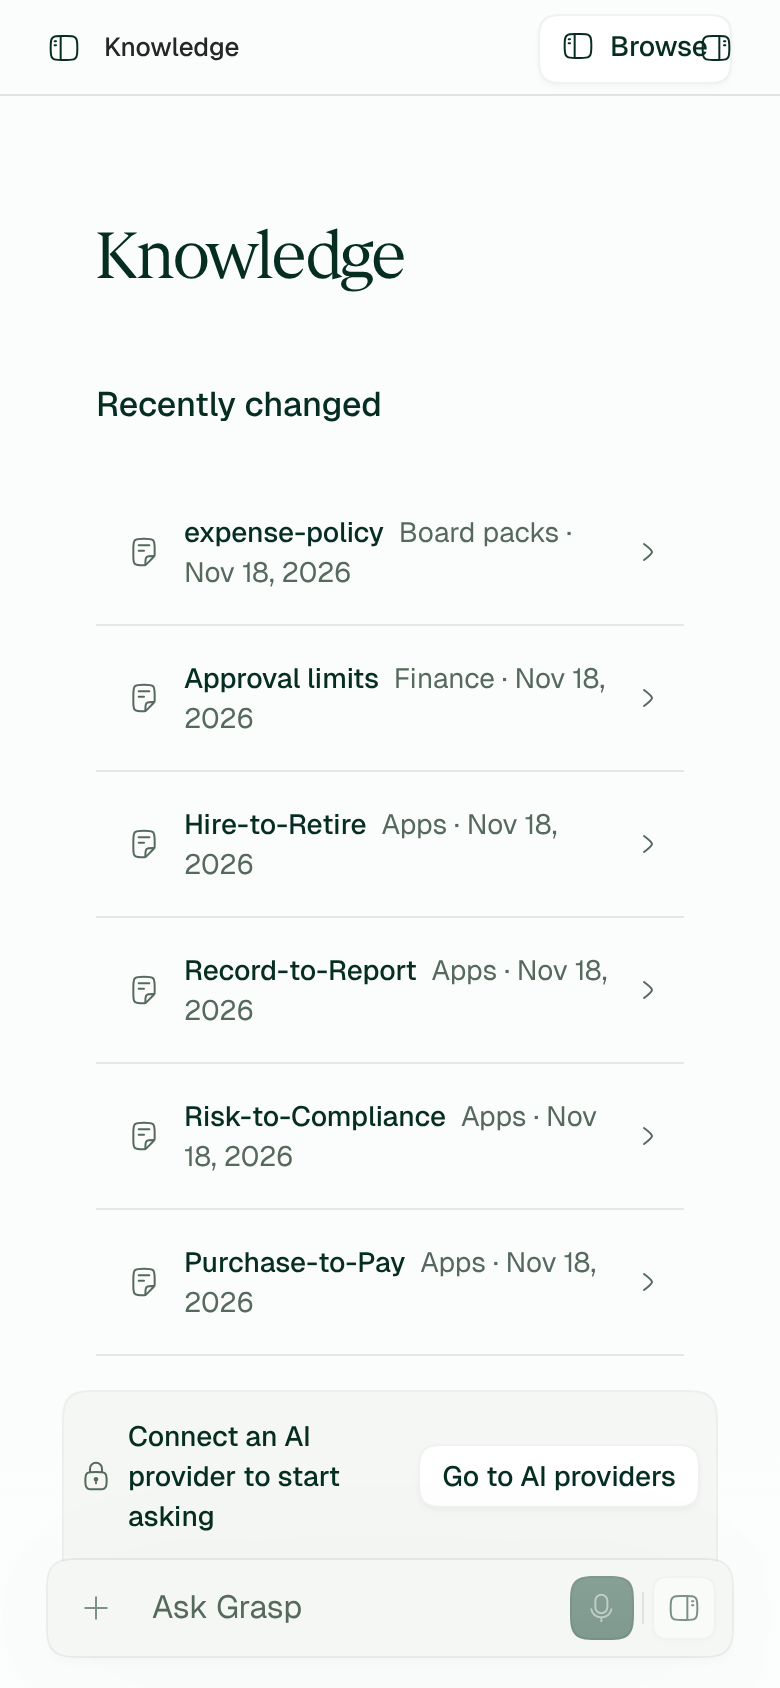 Knowledge
Browse
Knowledge
Recently changed
expense-policy Board packs ·
Nov 18, 2026
Approval limits Finance · Nov 18,
2026
Hire-to-Retire Apps · Nov 18,
2026
Record-to-Report Apps · Nov 18,
2026
Risk-to-Compliance Apps · Nov
18, 2026
Purchase-to-Pay Apps · Nov 18,
2026
Connect an AI
provider to start
asking
Go to AI providers
Ask Grasp